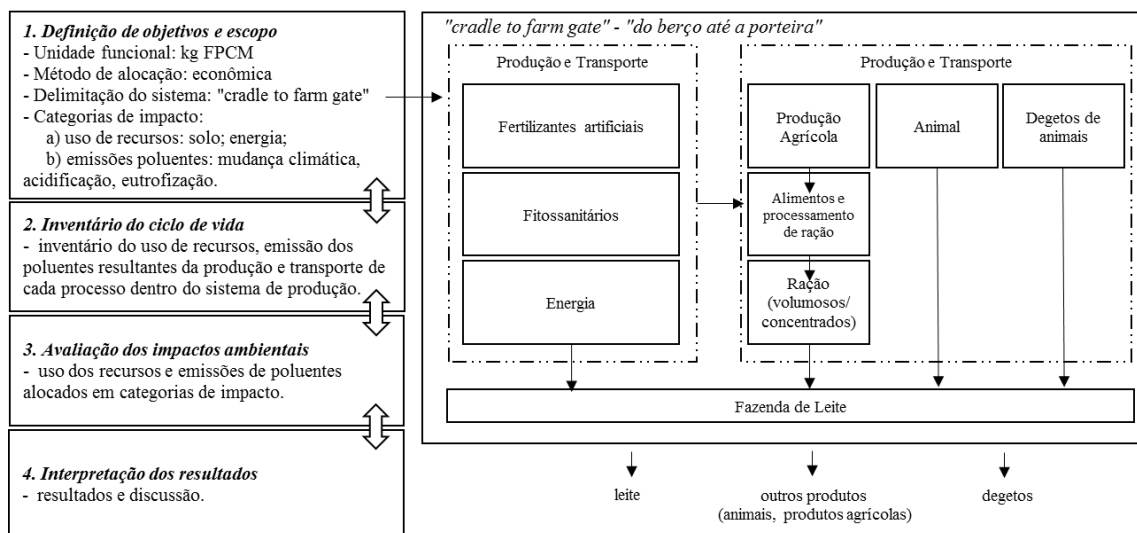 1. Definição de objetivos e escopo
- Unidade funcional: kg FPCM
- Método de alocação: econômica
- Delimitação do sistema: "cradle to farm gate"
- Categorias de impacto:
a) uso de recursos: solo; energia;
b) emissões poluentes: mudança climática,
acidificação, eutrofização.
2. Inventário do ciclo de vida
- inventário do uso de recursos, emissão dos
poluentes resultantes da produção e transporte de
cada processo dentro do sistema de produção.
3. Avaliação dos impactos ambientais
- uso dos recursos e emissões de poluentes
alocados em categorias de impacto.
4. Interpretação dos resultados
- resultados e discussão.
"cradle to farm gate" - "do berço até a porteira"
Produção e Transporte
Fertilizantes artificiais
Fitossanitários
Energia
Produção e Transporte
Produção
Agrícola
Alimentos e
processamento
de ração
Ração
(volumosos/
concentrados)
Animal
Degetos de
animais
Fazenda de Leite
leite
outros produtos
(animais, produtos agrícolas)
degetos